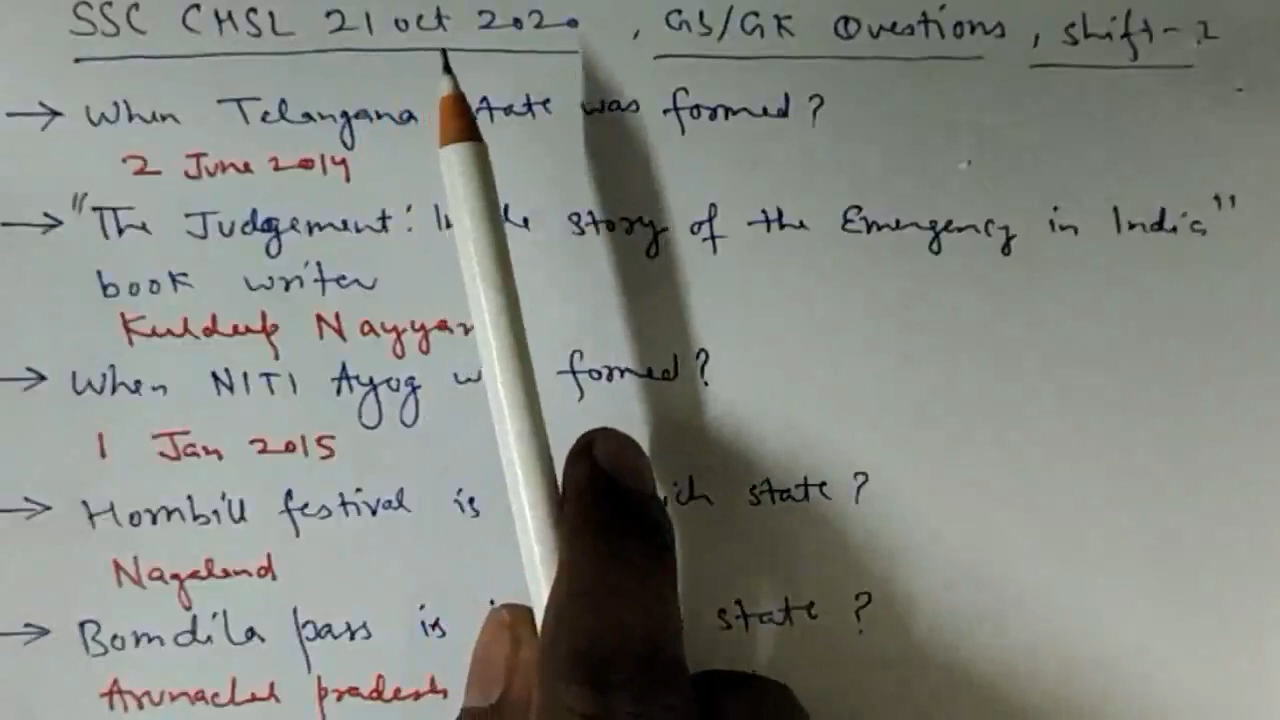 SSC CHSL 21 oct 2020, GS/GK Questions, shift-2
→ When Telangana state was formed?
2 June 2014
→ "The Judgement: In story of the Emergency in India"
book writer
Kuldeep Nayyar
→ When NITI Ayog formed?
1 Jan 2015
→ Hornbill festival is state?
Nagaland
→ Bomdila pass is state?
Arunachal pradesh